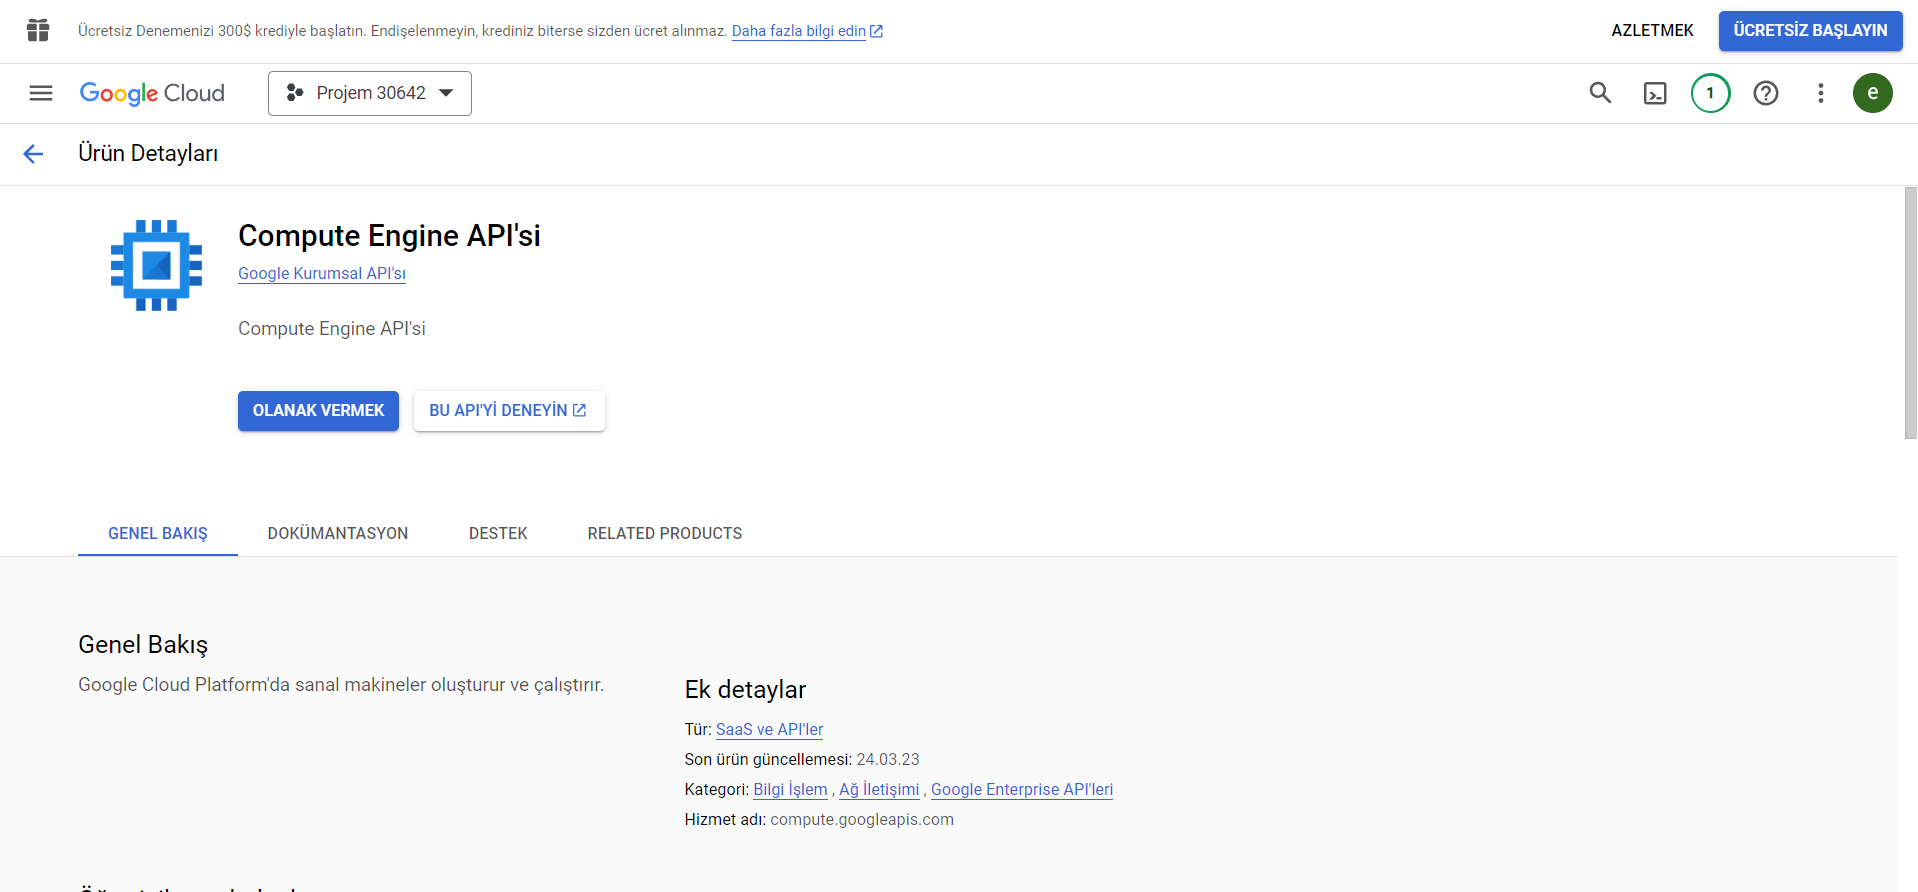 Ücretsiz Denemenizi 300$ krediyle başlatın. Endişelenmeyin, krediniz biterse sizden ücret alınmaz. Daha fazla bilgi edin
AZLETMEK
ÜCRETSİZ BAŞLAYIN
Google Cloud
Projem 30642
1
e
Ürün Detayları
Compute Engine API'si
Google Kurumsal API'sı
Compute Engine API'si
OLANAK VERMEK
BU API'Yİ DENEYİN
GENEL BAKIŞ
DOKÜMANTASYON
DESTEK
RELATED PRODUCTS
Genel Bakış
Google Cloud Platform'da sanal makineler oluşturur ve çalıştırır.
Ek detaylar
Tür: SaaS ve API'ler
Son ürün güncellemesi: 24.03.23
Kategori: Bilgi İşlem , Ağ İletişimi , Google Enterprise API'leri
Hizmet adı: compute.googleapis.com